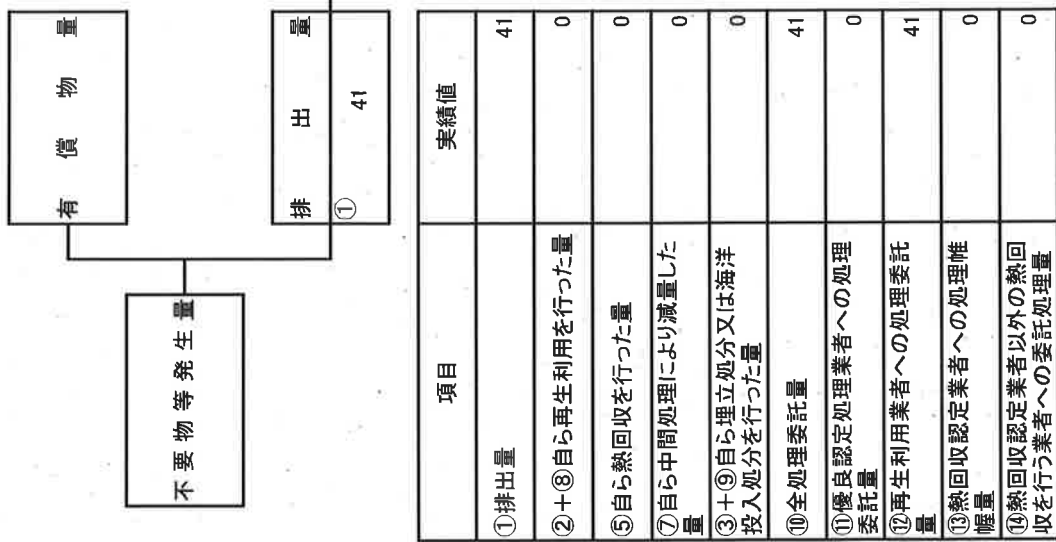 有償物量
不要物等発生量
排出量
①
41
項目 実績値
①排出量 41
②+⑧自ら再生利用を行った量 0
⑤自ら熱回収を行った量 0
⑦自ら中間処理により減量した
量 0
③+⑨自ら埋立処分又は海洋
投入処分を行った量 0
⑩全処理委託量 41
⑪優良認定処理業者への処理
委託量 0
⑫再生利用業者への処理委託
量 41
⑬熱回収認定業者への処理帷
幄量 0
⑭熱回収認定業者以外の熱回
収を行う業者への委託処理量 0